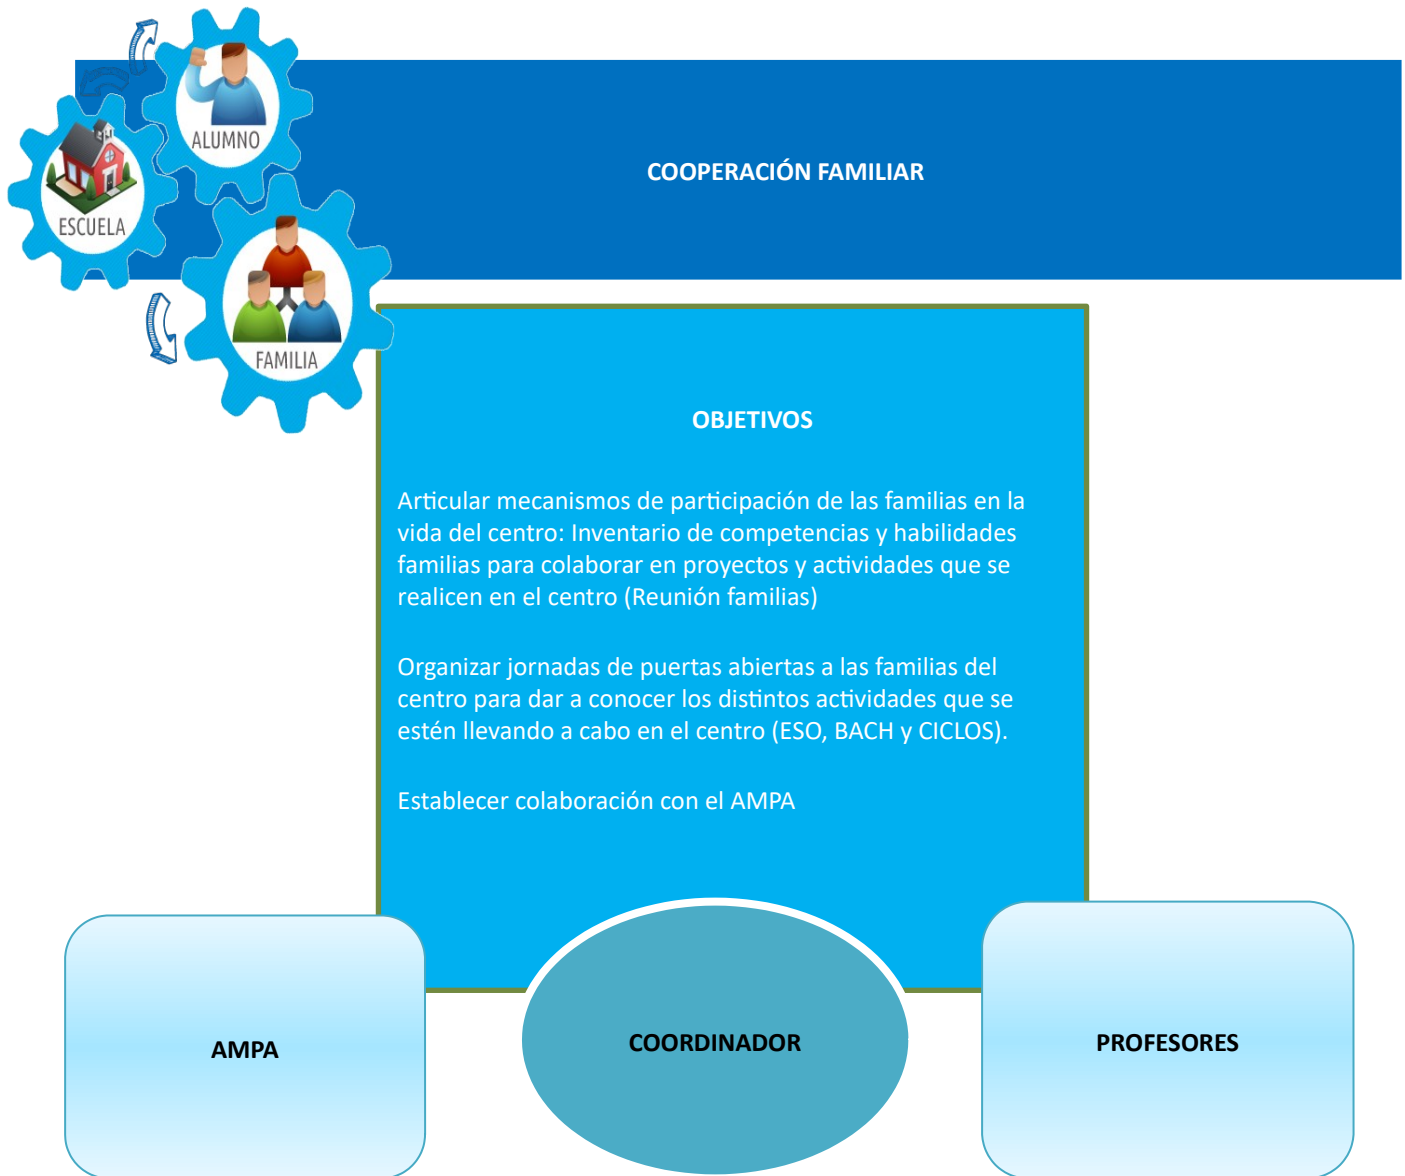 ALUMNO
COOPERACIÓN FAMILIAR
ESCUELA
FAMILIA
OBJETIVOS
Articular mecanismos de participación de las familias en la
vida del centro: Inventario de competencias y habilidades
familias para colaborar en proyectos y actividades que se
realicen en el centro (Reunión familias)
Organizar jornadas de puertas abiertas a las familias del
centro para dar a conocer los distintos actividades que se
estén llevando a cabo en el centro (ESO, BACH y CICLOS).
Establecer colaboración con el AMPA
AMPA
COORDINADOR
PROFESORES